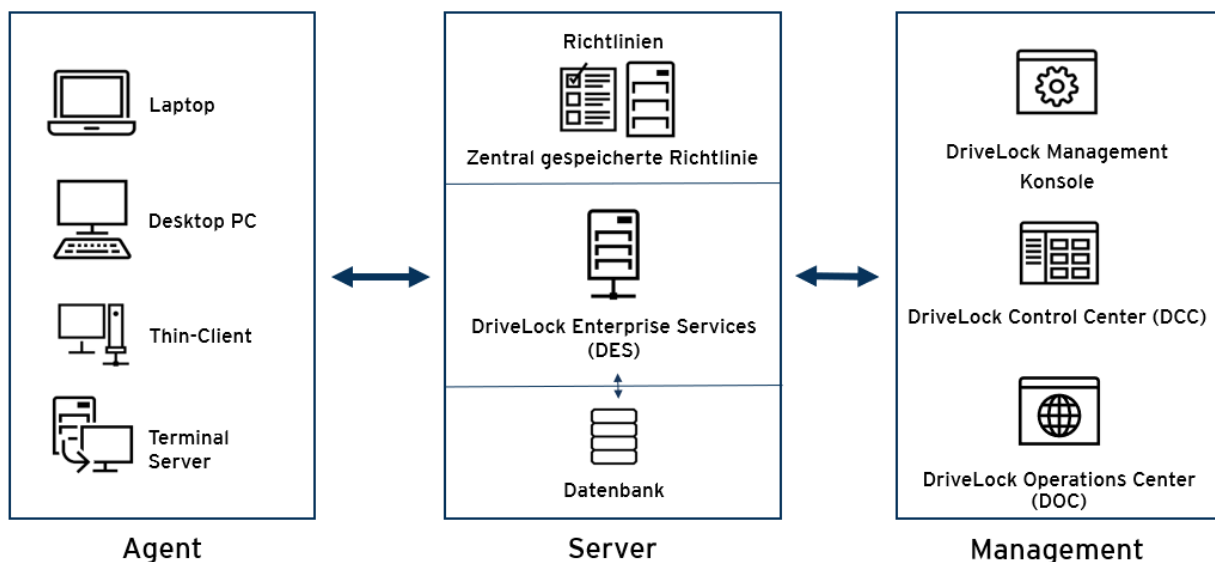 Laptop
Desktop PC
Thin-Client
Terminal
Server
Agent
Richtlinien
Zentral gespeicherte Richtlinie
DriveLock Enterprise Services
(DES)
Datenbank
Server
DriveLock Management
Konsole
DriveLock Control Center (DCC)
DriveLock Operations Center
(DOC)
Management